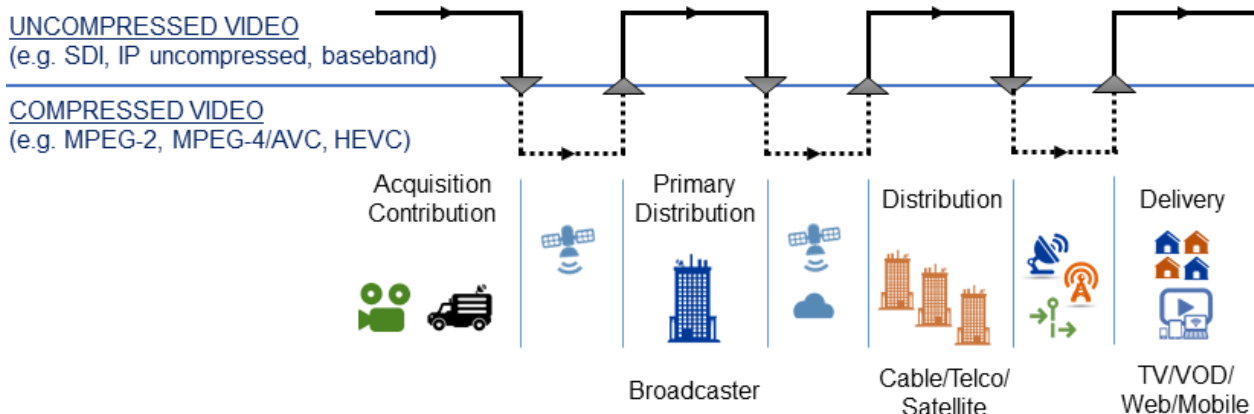 UNCOMPRESSED VIDEO
(e.g. SDI, IP uncompressed, baseband)
COMPRESSED VIDEO
(e.g. MPEG-2, MPEG-4/AVC, HEVC)
Acquisition
Contribution
Primary
Distribution
Distribution
Delivery
Broadcaster
Cable/Telco/
Satellite
TV/VOD/
Web/Mobile